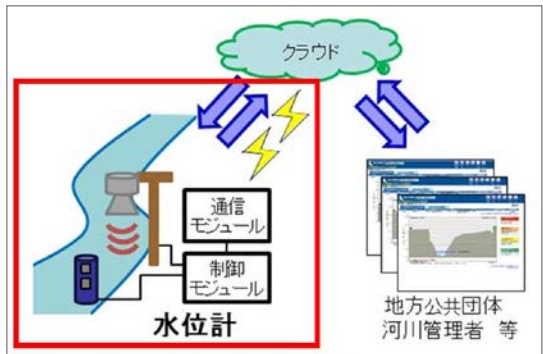 クラウド
通信
モジュール
制御
モジュール
水位計
地方公共団体
河川管理者 等